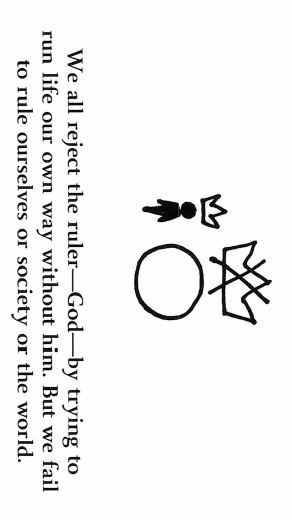 We all reject the ruler—God—by trying to
run life our own way without him. But we fail
to rule ourselves or society or the world.